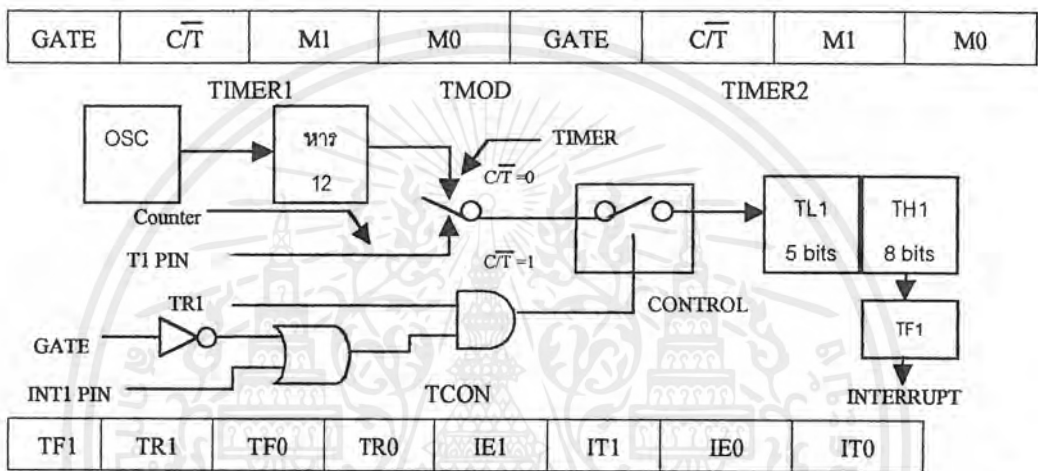 GATE C/T̅ M1 M0 GATE C/T̅ M1 M0
TIMER1 TMOD TIMER2
OSC
หาร
12
TIMER
C/T̅=0
Counter
T1 PIN
C/T̅=1
TL1
5 bits
TH1
8 bits
TR1
CONTROL
GATE
TF1
INT1 PIN
TCON
INTERRUPT
TF1 TR1 TF0 TR0 IE1 IT1 IE0 IT0